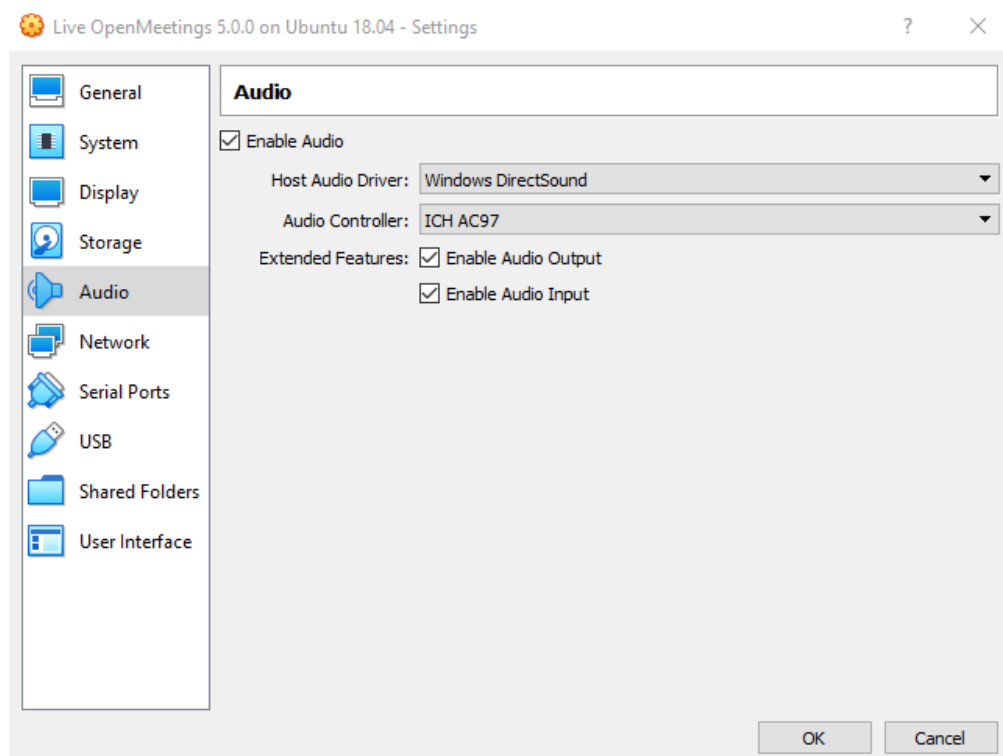 Live OpenMeetings 5.0.0 on Ubuntu 18.04 - Settings
?
General
System
Display
Storage
Audio
Network
Serial Ports
USB
Shared Folders
User Interface
Audio
Enable Audio
Host Audio Driver: Windows DirectSound
Audio Controller: ICH AC97
Extended Features: Enable Audio Output
Enable Audio Input
OK
Cancel